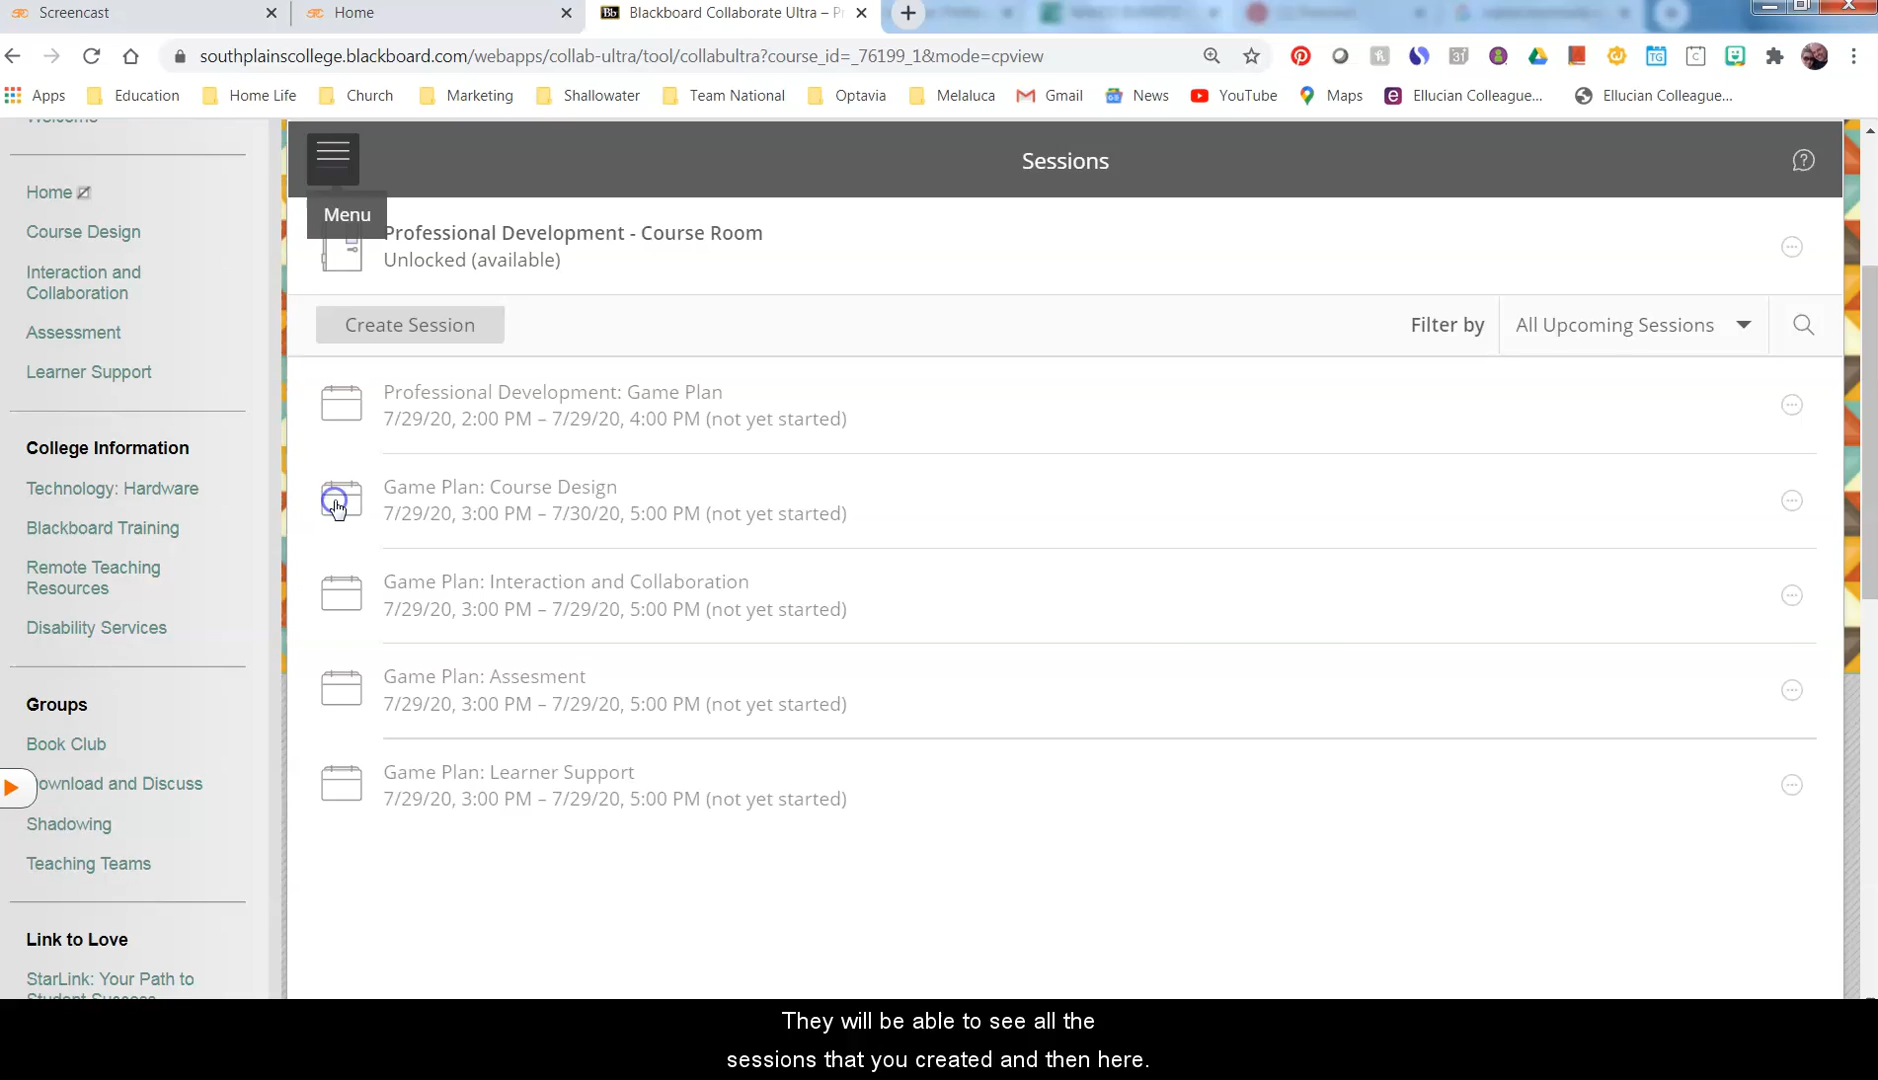 Screencast
Home
Blackboard Collaborate Ultra – Pr
southplainscollege.blackboard.com/webapps/collab-ultra/tool/collabultra?course_id=_76199_1&mode=cpview
Apps
Education
Home Life
Church
Marketing
Shallowater
Team National
Optavia
Melaluca
Gmail
News
YouTube
Maps
Ellucian Colleague...
Ellucian Colleague...
Welcome
Home
Course Design
Interaction and
Collaboration
Assessment
Learner Support
College Information
Technology: Hardware
Blackboard Training
Remote Teaching
Resources
Disability Services
Groups
Book Club
ownload and Discuss
Shadowing
Teaching Teams
Link to Love
StarLink: Your Path to
Student Success
Sessions
Menu
Professional Development - Course Room
Unlocked (available)
Create Session
Filter by
All Upcoming Sessions
Professional Development: Game Plan
7/29/20, 2:00 PM – 7/29/20, 4:00 PM (not yet started)
Game Plan: Course Design
7/29/20, 3:00 PM – 7/30/20, 5:00 PM (not yet started)
Game Plan: Interaction and Collaboration
7/29/20, 3:00 PM – 7/29/20, 5:00 PM (not yet started)
Game Plan: Assesment
7/29/20, 3:00 PM – 7/29/20, 5:00 PM (not yet started)
Game Plan: Learner Support
7/29/20, 3:00 PM – 7/29/20, 5:00 PM (not yet started)
They will be able to see all the
sessions that you created and then here.